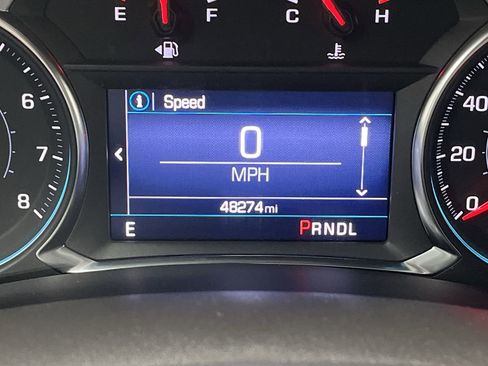 E F C H
i Speed
0
MPH
48274mi
E PRNDL
6
7
8
40
20
0